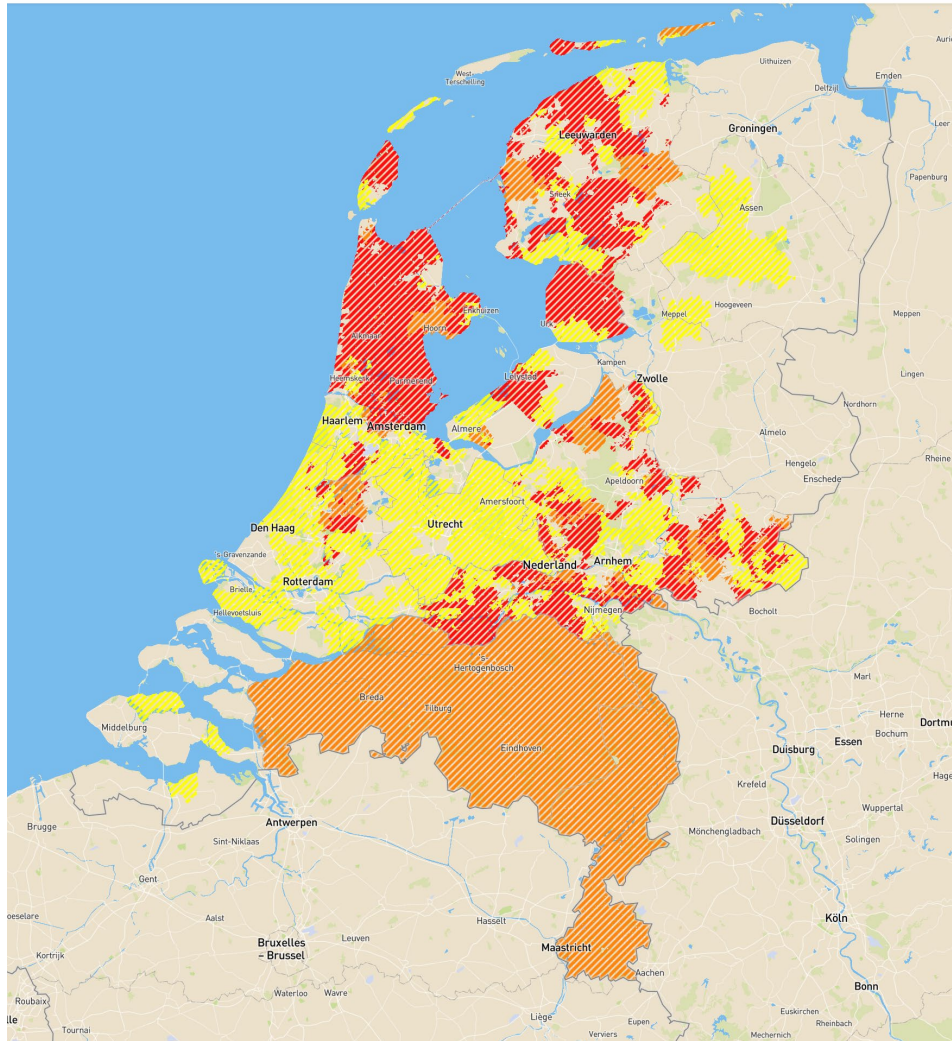 Auric
Uithuizen
Emden
West-
Terschelling
Delfzijl
Leer
Groningen
Leeuwarden
Papenburg
Sneek
Assen
Hoogeveen
Meppel
Meppen
Enkhuizen
Urk
Hoorn
Alkmaar
Kampen
Lingen
Lelystad
Zwolle
Heemskerk
Purmerend
Nordhorn
Haarlem
Amsterdam
Almere
Almelo
Rheine
Hengelo
Apeldoorn
Enschede
Amersfoort
Den Haag
Utrecht
's-Gravenzande
Nederland
Arnhem
Rotterdam
Brielle
Hellevoetsluis
Nijmegen
Bocholt
's-
Hertogenbosch
Marl
Breda
Tilburg
Middelburg
Herne
Dortmu
Eindhoven
Duisburg
Essen
Bochum
Hage
Krefeld
Wuppertal
Antwerpen
Düsseldorf
Brugge
Mönchengladbach
Solingen
Sint-Niklaas
Gent
Hasselt
Aalst
Köln
Leuven
Bruxelles
– Brussel
Maastricht
Kortrijk
Aachen
Bonn
Waterloo
Wavre
Roubaix
Liège
Euskirchen
Eupen
Rheinbach
lle
Tournai
Verviers
Mechernich